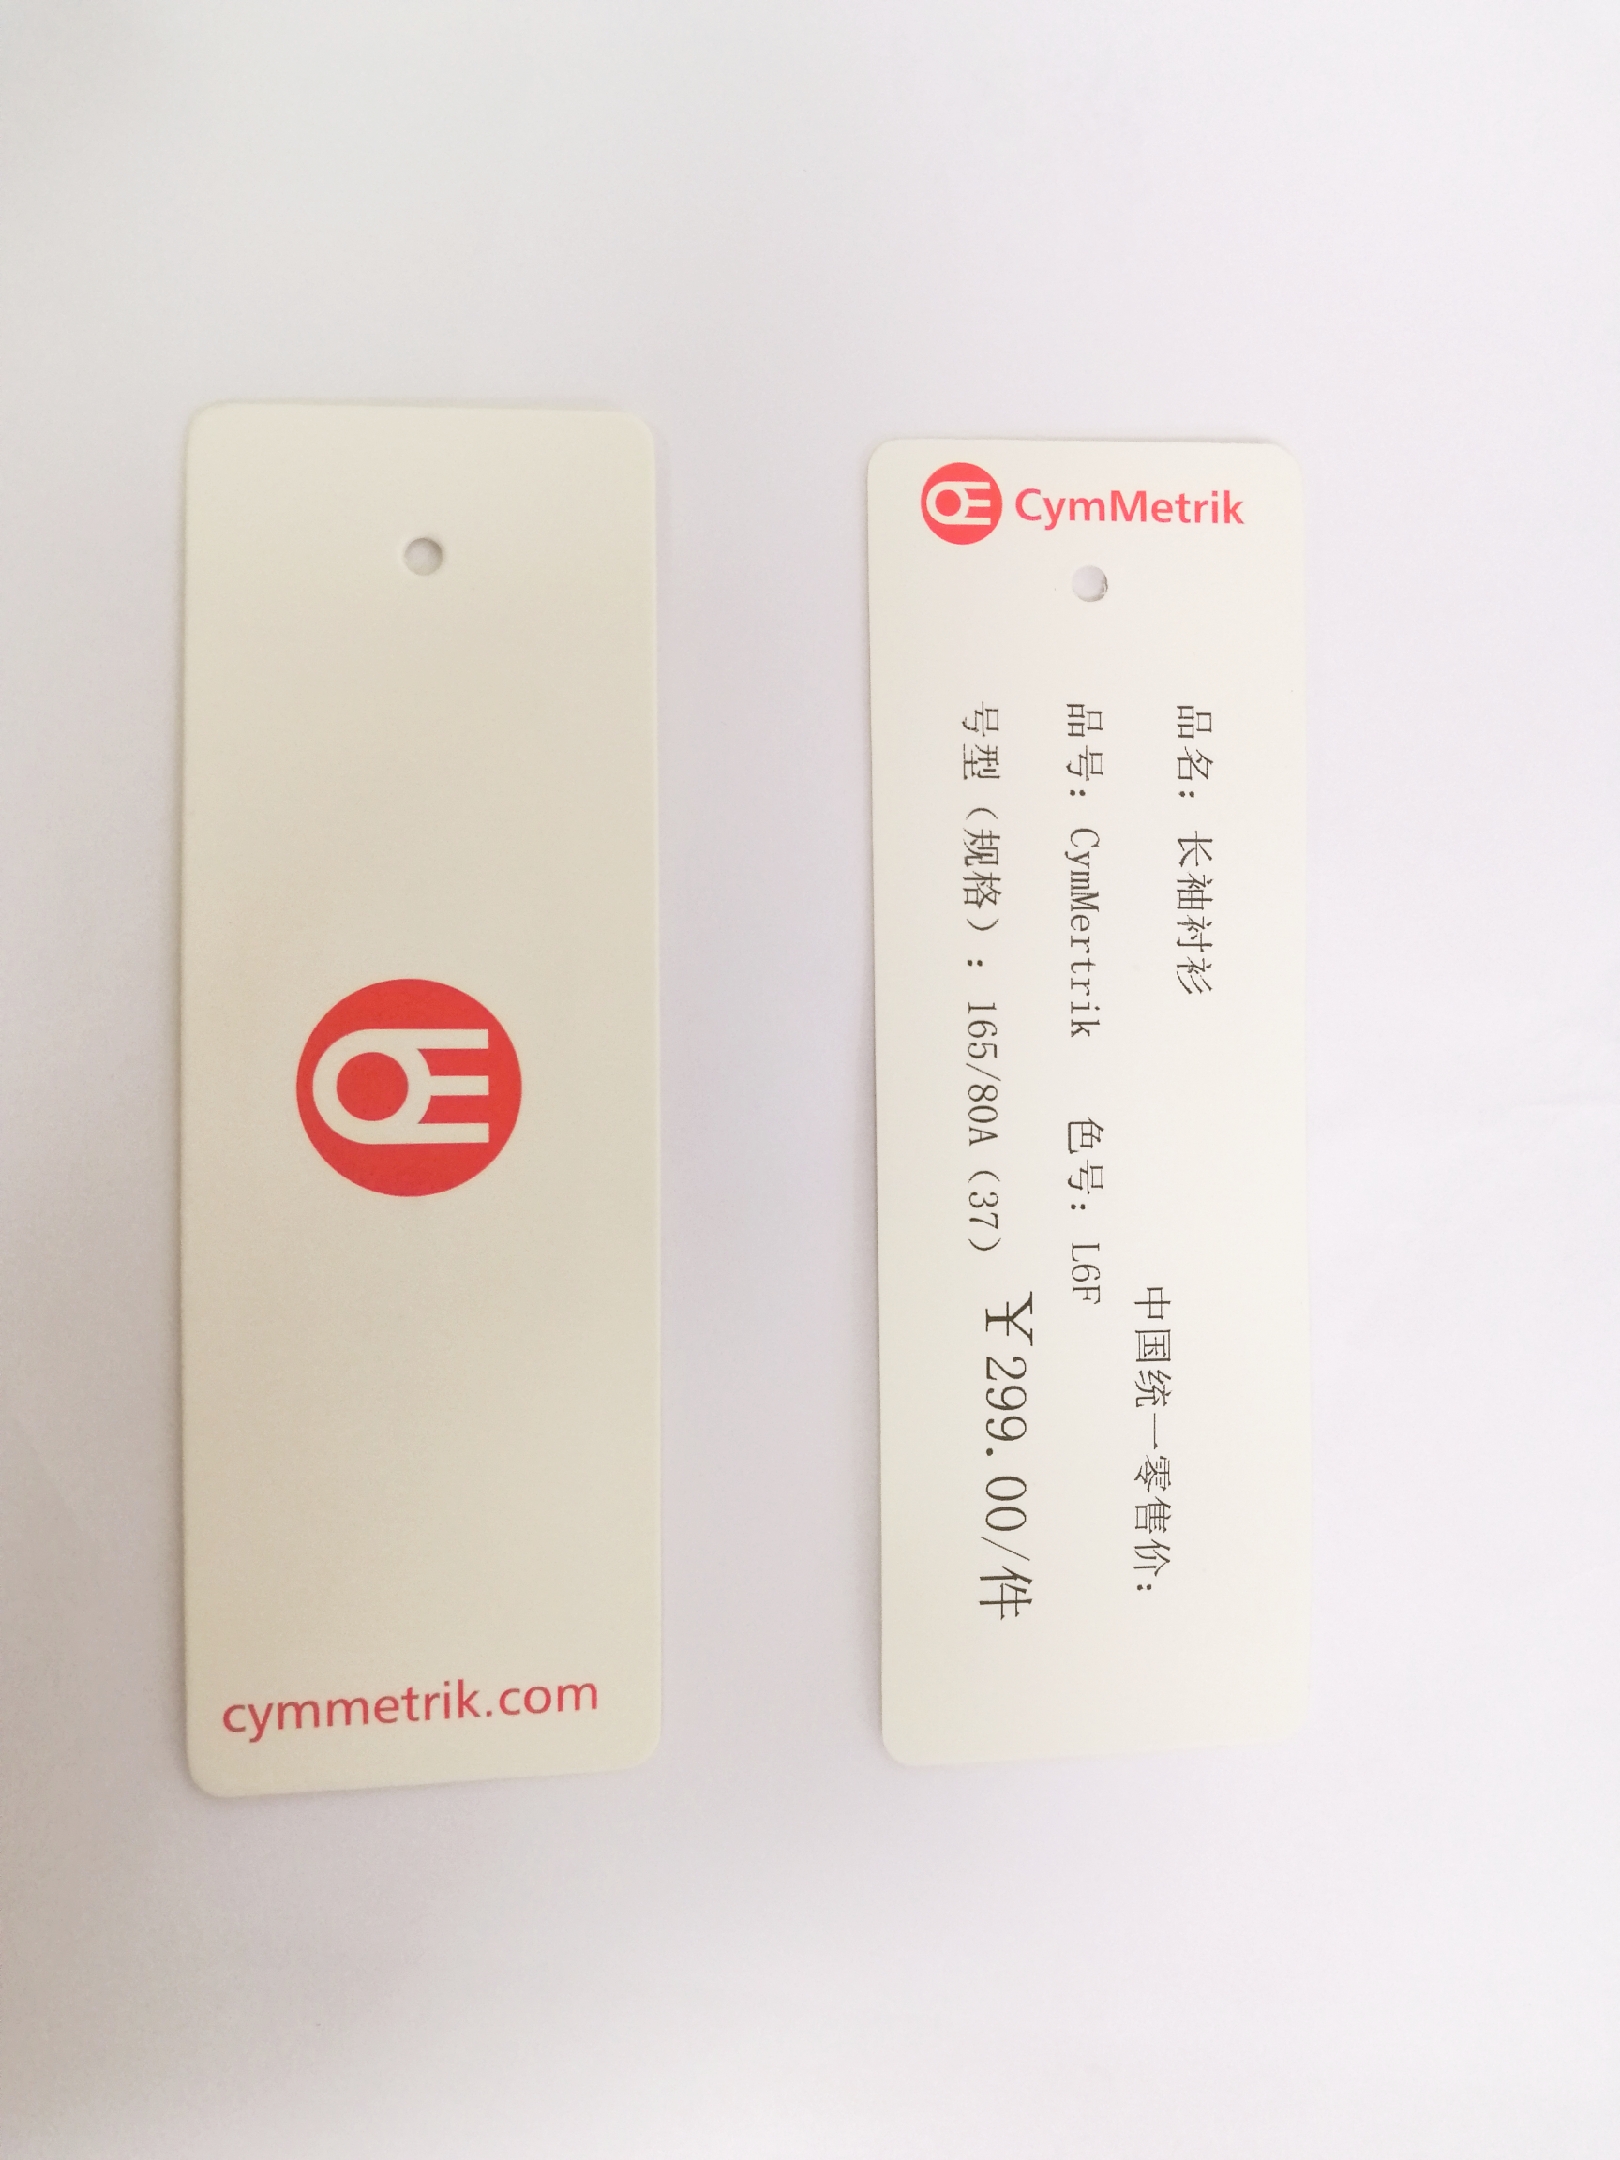 cymmetrik.com
CymMetrik
品名: 长袖衬衫
品号: CymMertrik 色号: L6F
号型（规格）: 165/80A（37）
中国统一零售价:
¥299.00/件